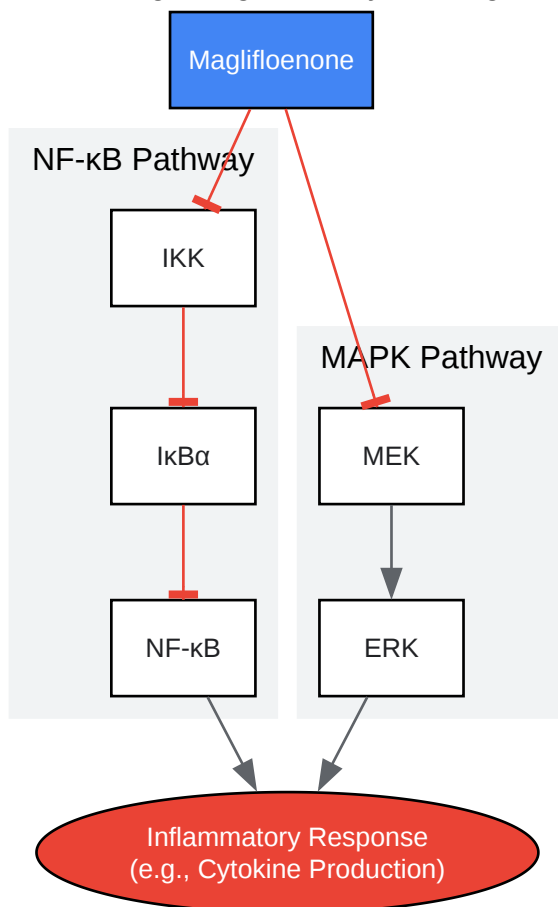 Maglifloenone
NF-κB Pathway
IKK
MAPK Pathway
IκBα
MEK
NF-κB
ERK
Inflammatory Response
(e.g., Cytokine Production)